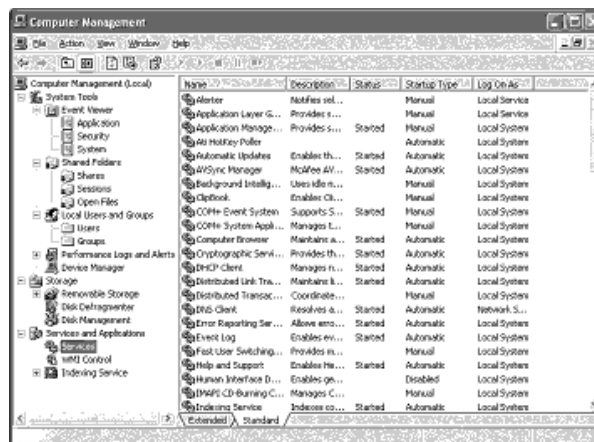 Computer Management
File Action View Window Help
Computer Management (Local)
System Tools
Event Viewer
Application
Security
System
Shared Folders
Shares
Sessions
Open Files
Local Users and Groups
Users
Groups
Performance Logs and Alerts
Device Manager
Storage
Removable Storage
Disk Defragmenter
Disk Management
Services and Applications
Services
WMI Control
Indexing Service
Name Description Status Startup Type Log On As
Alerter Notifies sel... Manual Local Service
Application Layer G... Provides s... Manual Local Service
Application Manage... Provides s... Started Manual Local System
Ati HotKey Poller Automatic Local System
Automatic Updates Enables th... Started Automatic Local System
AVSync Manager McAfee AV... Started Automatic Local System
Background Intellig... Uses idle n... Manual Local System
ClipBook Enables Cli... Manual Local System
COM+ Event System Supports S... Started Manual Local System
COM+ System Appli... Manages t... Manual Local System
Computer Browser Maintains a... Started Automatic Local System
Cryptographic Servi... Provides th... Started Automatic Local System
DHCP Client Manages n... Started Automatic Local System
Distributed Link Tra... Maintains li... Started Automatic Local System
Distributed Transac... Coordinate... Manual Local System
DNS Client Resolves a... Started Automatic Network S...
Error Reporting Ser... Allows erro... Started Automatic Local System
Event Log Enables ev... Started Automatic Local System
Fast User Switching... Provides m... Manual Local System
Help and Support Enables He... Started Automatic Local System
Human Interface D... Enables ge... Disabled Local System
IMAPI CD-Burning C... Manages C... Manual Local System
Indexing Service Indexes co... Started Automatic Local System
Extended Standard